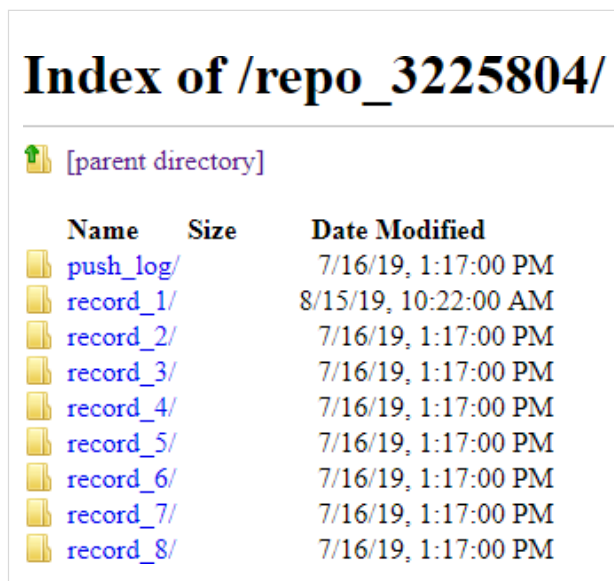 Index of /repo_3225804/
[parent directory]
Name Size Date Modified
push_log/ 7/16/19, 1:17:00 PM
record_1/ 8/15/19, 10:22:00 AM
record_2/ 7/16/19, 1:17:00 PM
record_3/ 7/16/19, 1:17:00 PM
record_4/ 7/16/19, 1:17:00 PM
record_5/ 7/16/19, 1:17:00 PM
record_6/ 7/16/19, 1:17:00 PM
record_7/ 7/16/19, 1:17:00 PM
record_8/ 7/16/19, 1:17:00 PM